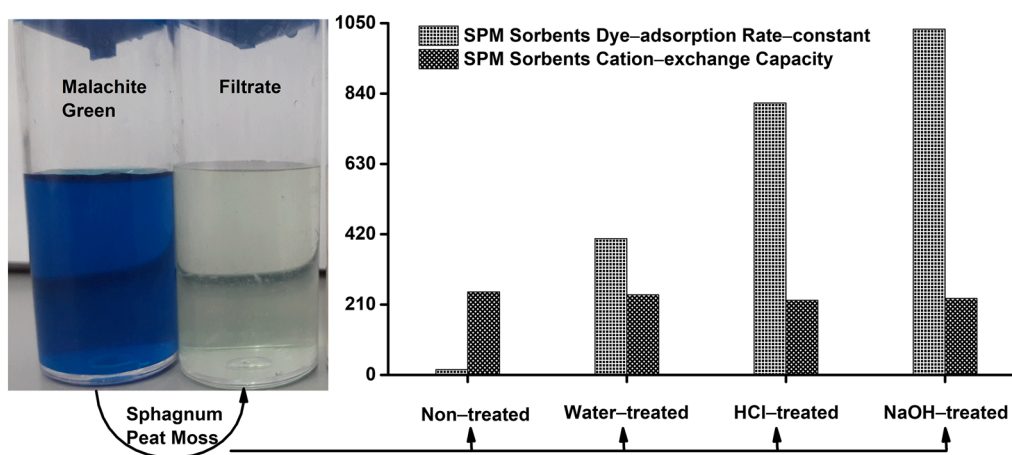 Malachite
Green
Filtrate
Sphagnum
Peat Moss
1050
840
630
420
210
0
SPM Sorbents Dye–adsorption Rate–constant
SPM Sorbents Cation–exchange Capacity
Non–treated
Water–treated
HCl–treated
NaOH–treated